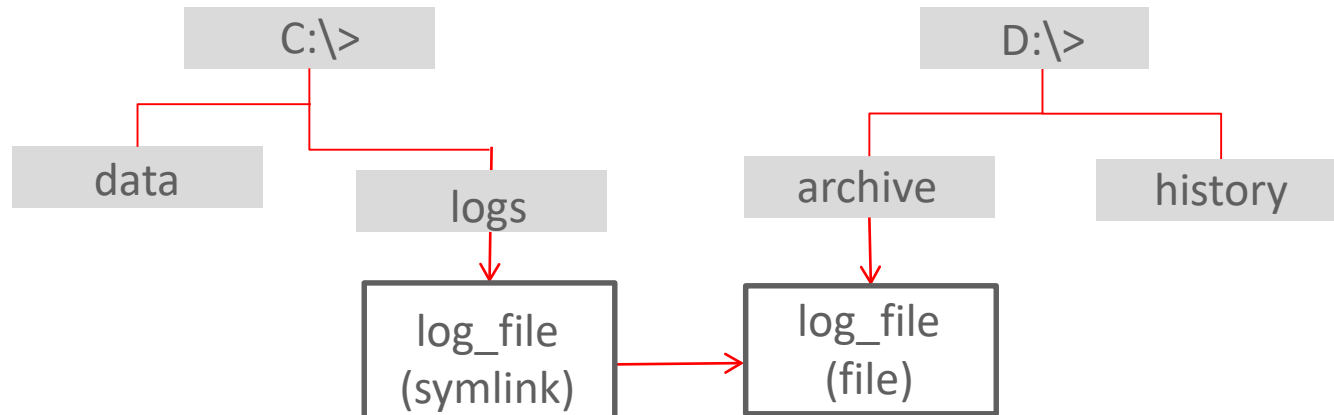 C:\>
D:\>
data
logs
archive
history
log_file
(symlink)
log_file
(file)